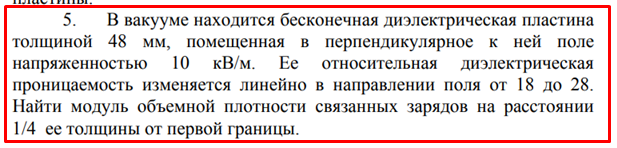 5. В вакууме находится бесконечная диэлектрическая пластина
толщиной 48 мм, помещенная в перпендикулярное к ней поле
напряженностью 10 кВ/м. Ее относительная диэлектрическая
проницаемость изменяется линейно в направлении поля от 18 до 28.
Найти модуль объемной плотности связанных зарядов на расстоянии
1/4 ее толщины от первой границы.